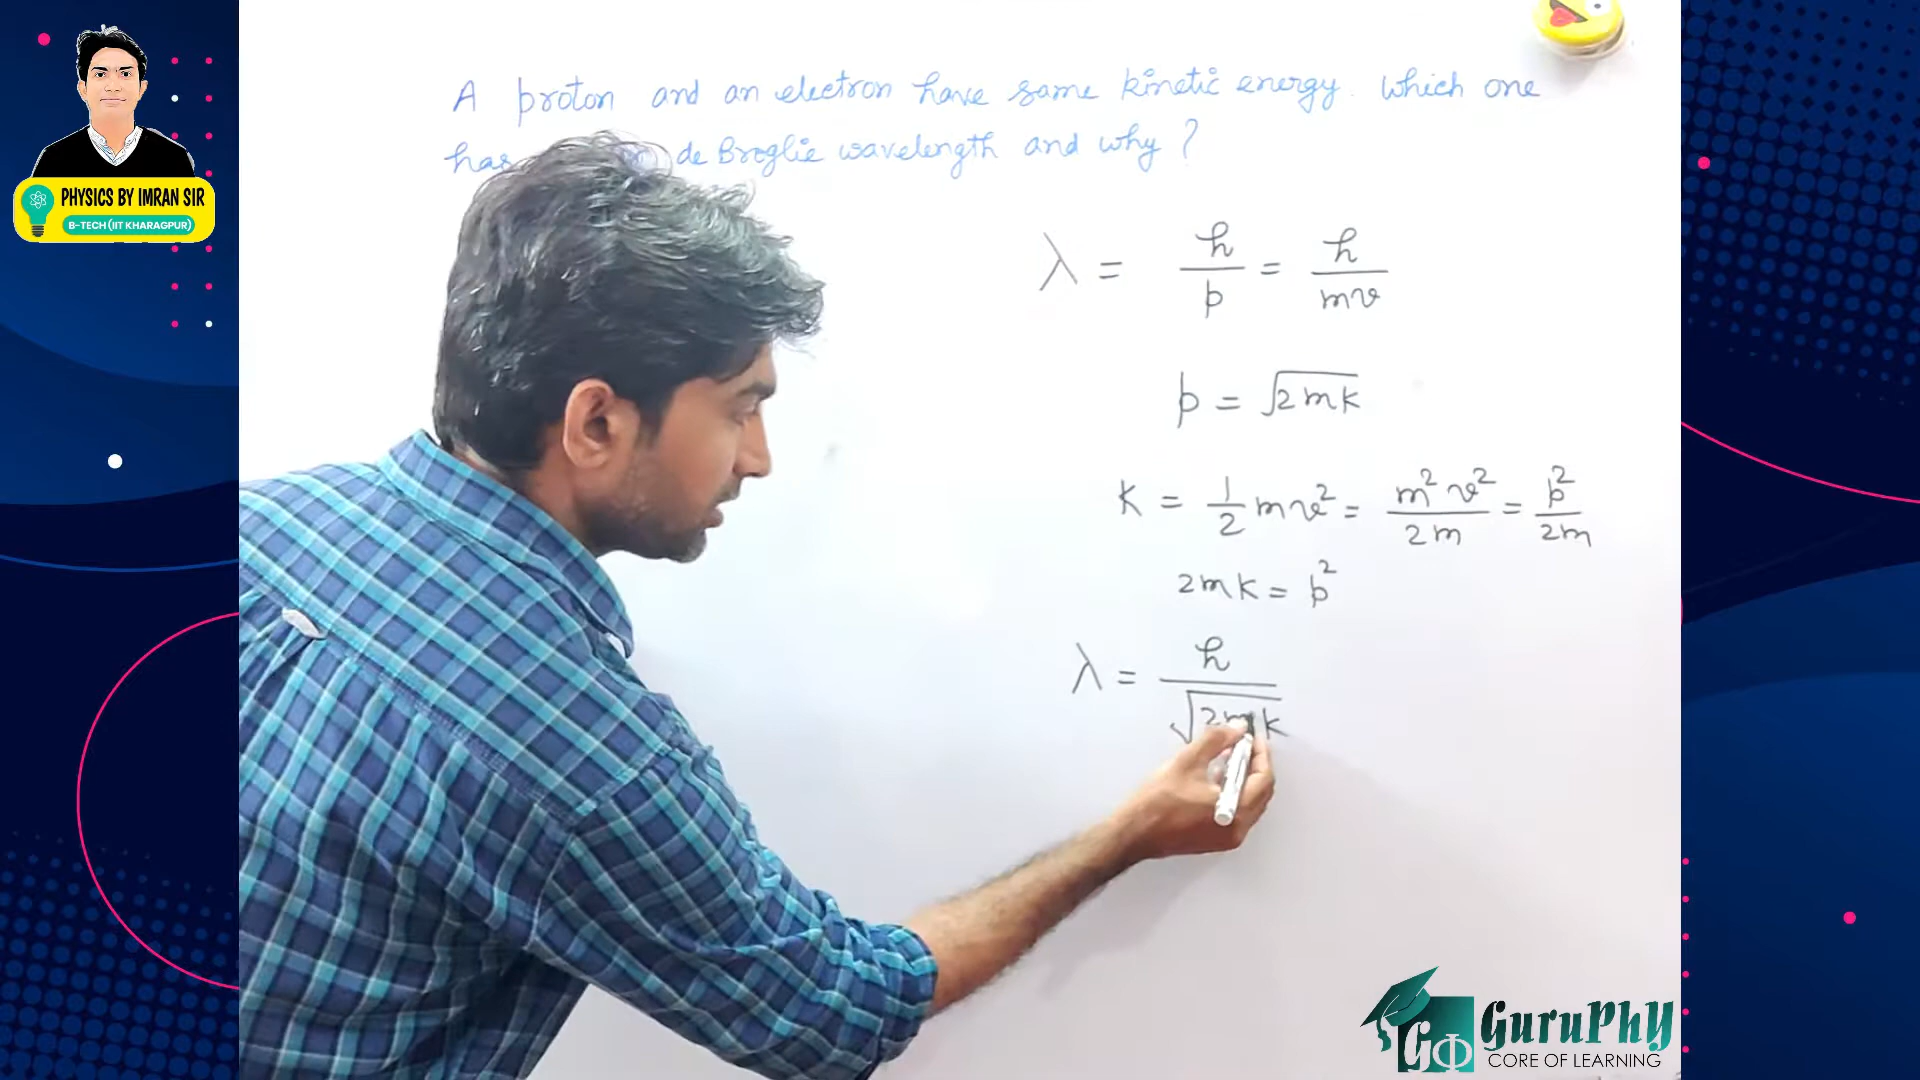 A proton and an electron have same kinetic energy. Which one
has de Broglie wavelength and why ?
PHYSICS BY IMRAN SIR
B-TECH (IIT KHARAGPUR)
λ = h/p = h/mv
p = √2mk
K = 1/2 mv² = m²v²/2m = p²/2m
2mk = p²
λ = h/√2mk
GuruPhy
CORE OF LEARNING